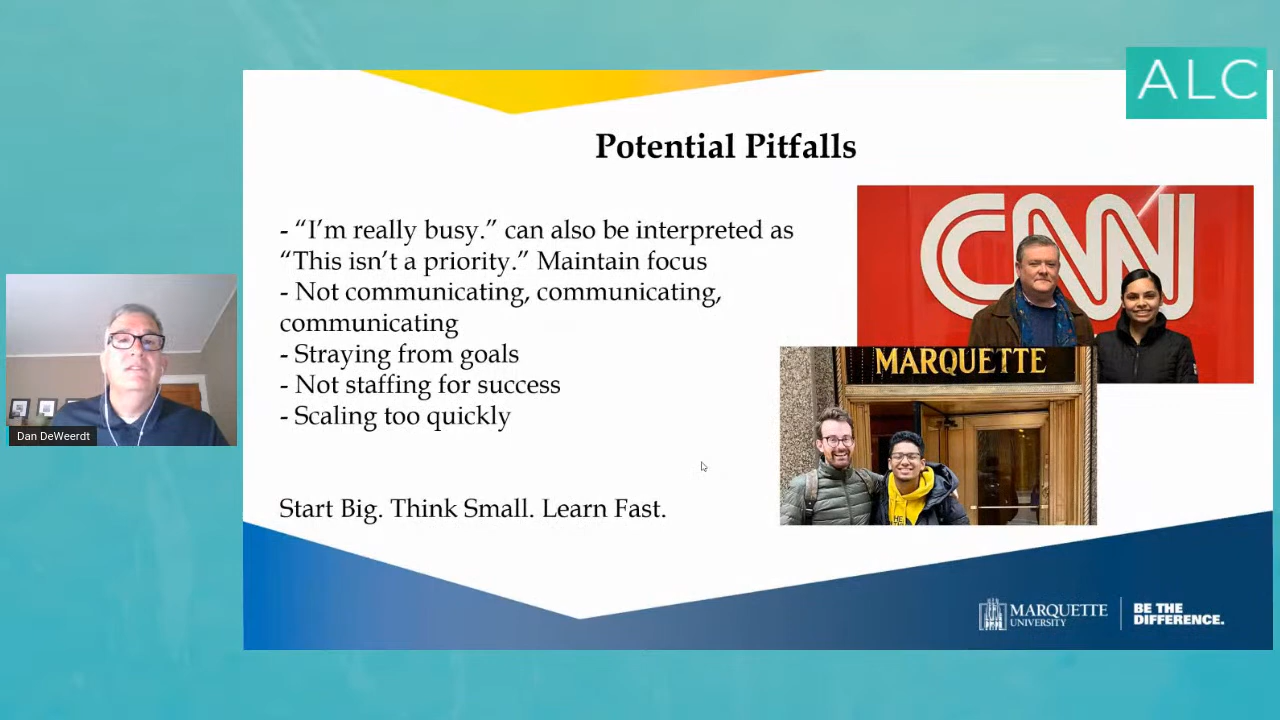 ALC
Potential Pitfalls
- “I’m really busy.” can also be interpreted as
“This isn’t a priority.” Maintain focus
- Not communicating, communicating,
communicating
- Straying from goals
- Not staffing for success
- Scaling too quickly
Start Big. Think Small. Learn Fast.
CNN
MARQUETTE
Dan DeWeerdt
MARQUETTE
UNIVERSITY
BE THE
DIFFERENCE.